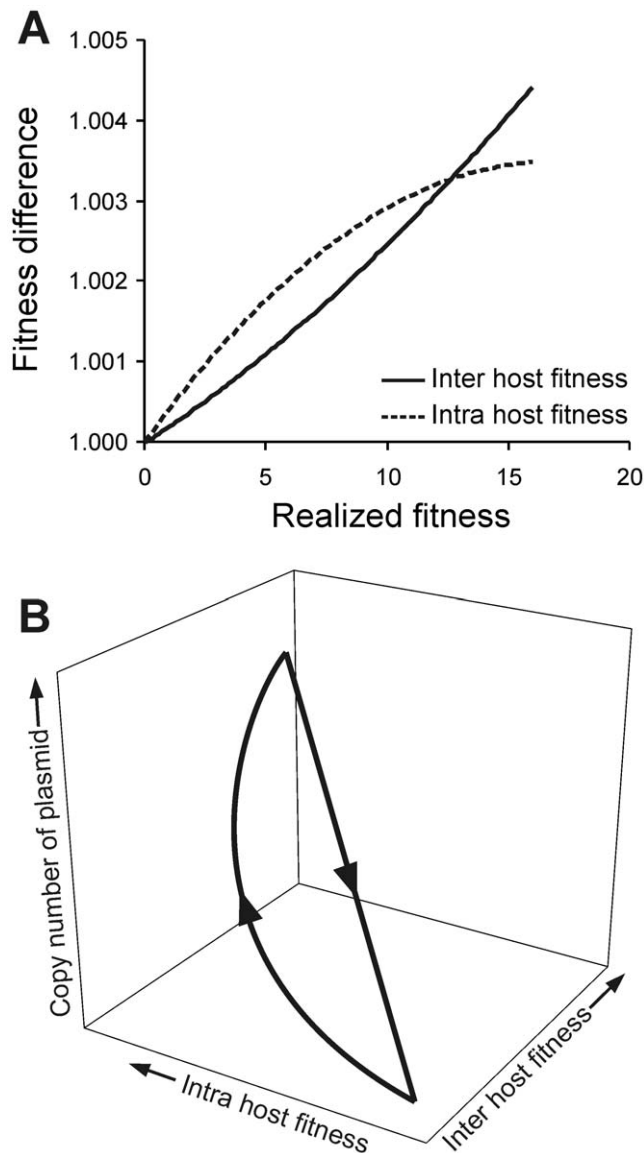 A
1.005
1.004
1.003
1.002
1.001
1.000
Fitness difference
Inter host fitness
Intra host fitness
0
5
10
15
20
Realized fitness
B
Copy number of plasmid
Intra host fitness
Inter host fitness